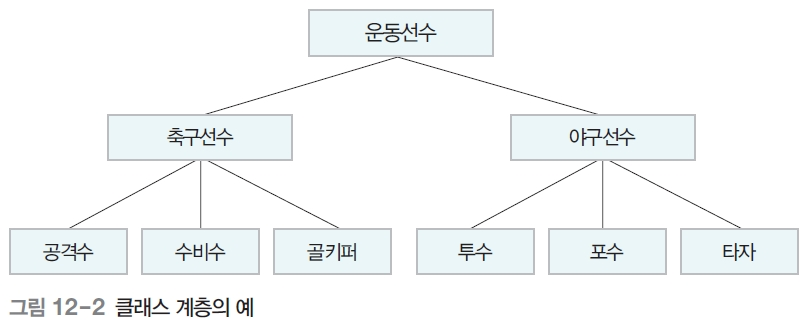 운동선수
축구선수
야구선수
공격수
수비수
골키퍼
투수
포수
타자
그림 12-2 클래스 계층의 예